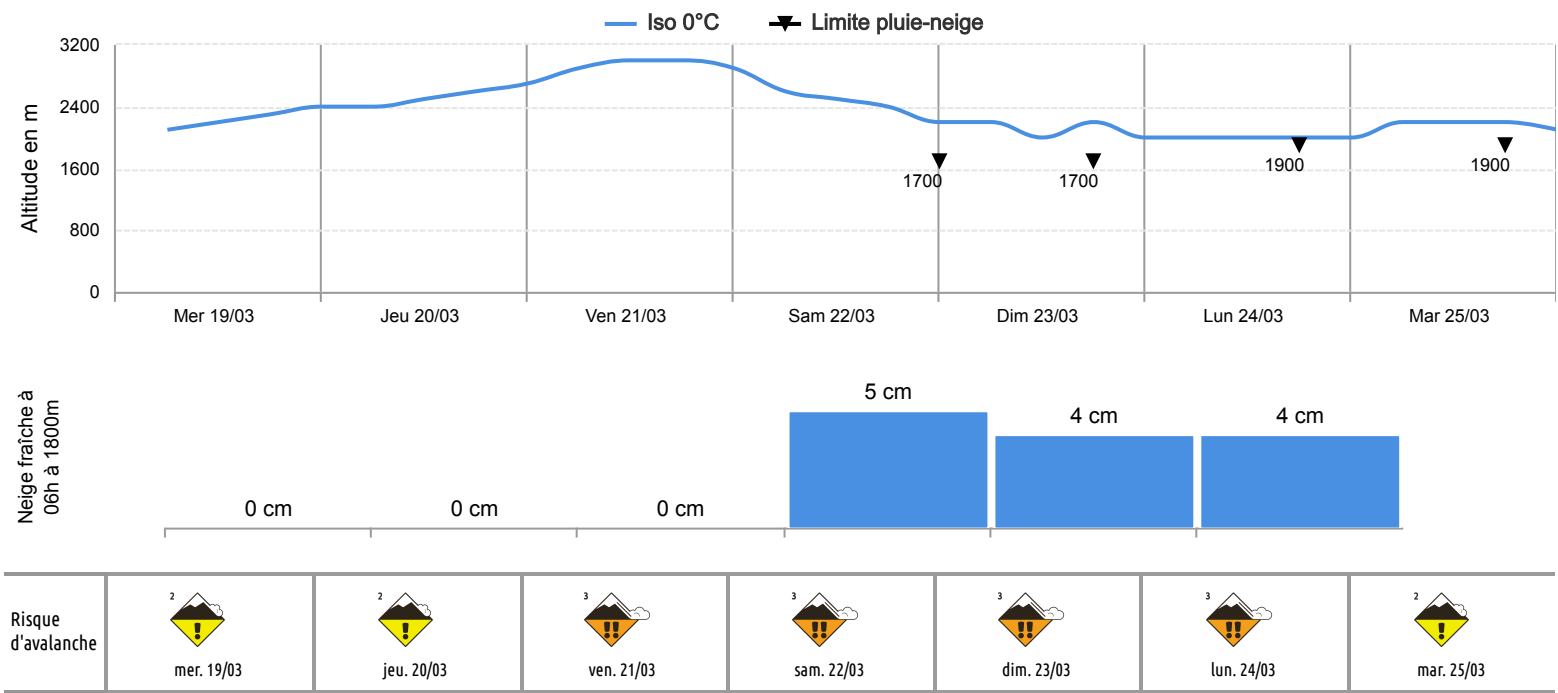 Iso 0°C Limite pluie-neige
Altitude en m
3200
2400
1600
800
0
1700 1700 1900 1900
Mer 19/03 Jeu 20/03 Ven 21/03 Sam 22/03 Dim 23/03 Lun 24/03 Mar 25/03
Neige fraîche à
06h à 1800m
0 cm 0 cm 0 cm 5 cm 4 cm 4 cm
Risque
d'avalanche
2 2 3 3 3 3 2
! ! !! !! !! !! !
mer. 19/03 jeu. 20/03 ven. 21/03 sam. 22/03 dim. 23/03 lun. 24/03 mar. 25/03